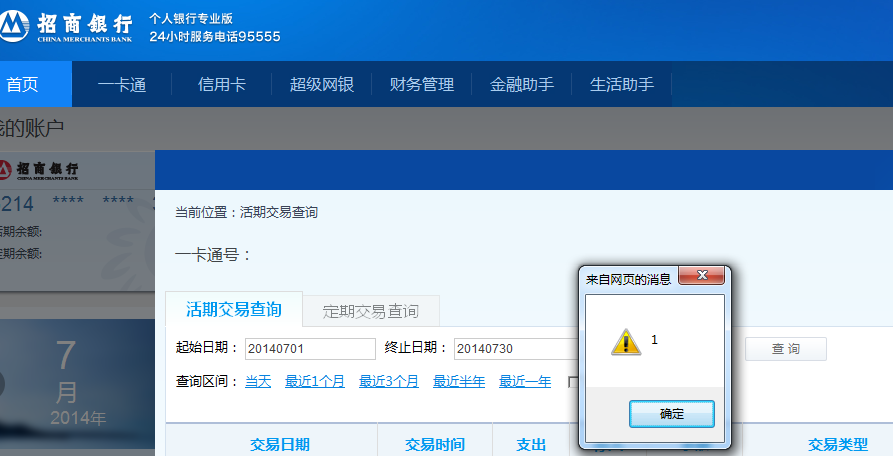 招商银行 个人银行专业版
CHINA MERCHANTS BANK 24小时服务电话95555
首页 一卡通 信用卡 超级网银 财务管理 金融助手 生活助手
的账户
招商银行
CHINA MERCHANTS BANK
214 **** ****
期余额:
期余额:
7
月
2014年
当前位置：活期交易查询
一卡通号：
活期交易查询 定期交易查询
起始日期： 20140701 终止日期： 20140730 查 询
查询区间： 当天 最近1个月 最近3个月 最近半年 最近一年
交易日期 交易时间 支出 交易类型
来自网页的消息
1
确定